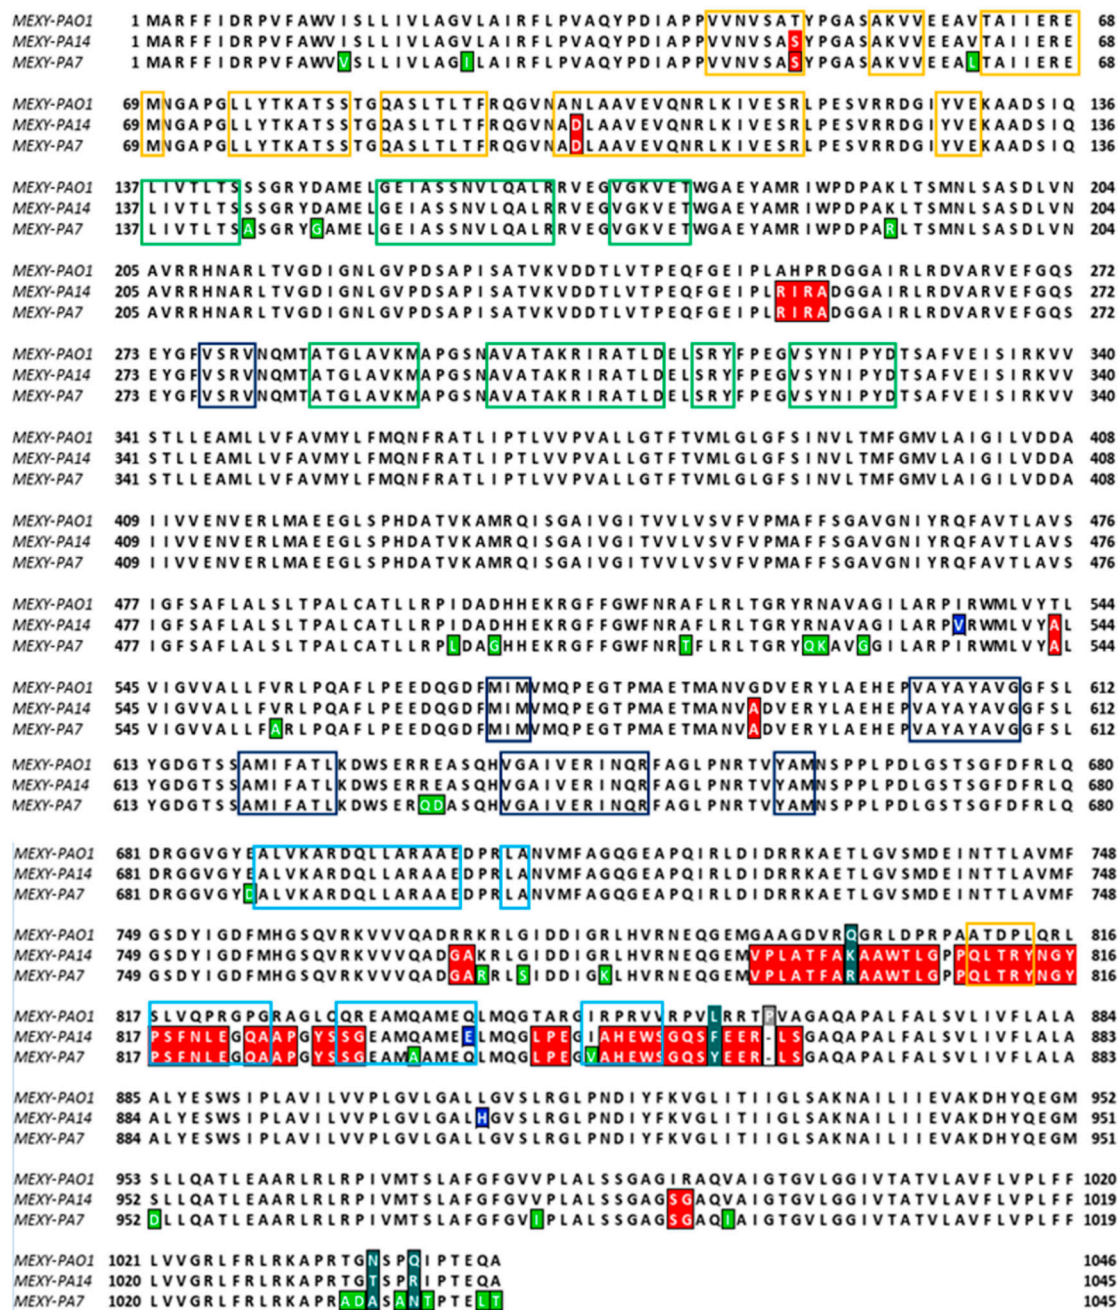 MEXY-PAO1 1 MARFFIDRPVFAWVISLLIVLAGVLAIRFLPVAQYPDIAPPVVNVSATYPGASAKVVEEAVTAIIERE 68
MEXY-PA14 1 MARFFIDRPVFAWVISLLIVLAGVLAIRFLPVAQYPDIAPPVVNVSASYPGASAKVVEEAVTAIIERE 68
MEXY-PA7 1 MARFFIDRPVFAWVVSLLIVLAGILAIRFLPVAQYPDIAPPVVNVSASYPGASAKVVEEALTAIIERE 68
MEXY-PAO1 69 MNGAPGLLYTKATSSTGQASLTLTFRQGVNANLAAVEVQNRLKIVESRLPESVRRDGIYVEKAADSIQ 136
MEXY-PA14 69 MNGAPGLLYTKATSSTGQASLTLTFRQGVNADLAAVEVQNRLKIVESRLPESVRRDGIYVEKAADSIQ 136
MEXY-PA7 69 MNGAPGLLYTKATSSTGQASLTLTFRQGVNADLAAVEVQNRLKIVESRLPESVRRDGIYVEKAADSIQ 136
MEXY-PAO1 137 LIVTLTSSSGRYDAMELGEIASSNVLQALRRVEGVGKVETWGAEYAMRIWPDPAKLTSMNLSASDLVN 204
MEXY-PA14 137 LIVTLTSSSGRYDAMELGEIASSNVLQALRRVEGVGKVETWGAEYAMRIWPDPAKLTSMNLSASDLVN 204
MEXY-PA7 137 LIVTLTSASGRYGAMELGEIASSNVLQALRRVEGVGKVETWGAEYAMRIWPDPARLTSMNLSASDLVN 204
MEXY-PAO1 205 AVRRHNARLTVGDIGNLGVPDSAPISATVKVDDTLVTPEQFGEIPLAHPRDGGAIRLRDVARVEFGQS 272
MEXY-PA14 205 AVRRHNARLTVGDIGNLGVPDSAPISATVKVDDTLVTPEQFGEIPLRIRADGGAIRLRDVARVEFGQS 272
MEXY-PA7 205 AVRRHNARLTVGDIGNLGVPDSAPISATVKVDDTLVTPEQFGEIPLRIRADGGAIRLRDVARVEFGQS 272
MEXY-PAO1 273 EYGFVSRVNQMTATGLAVKMAPGSNAVATAKRIRATLDELSRYFPEGVSYNIPYDTSAFVEISIRKVV 340
MEXY-PA14 273 EYGFVSRVNQMTATGLAVKMAPGSNAVATAKRIRATLDELSRYFPEGVSYNIPYDTSAFVEISIRKVV 340
MEXY-PA7 273 EYGFVSRVNQMTATGLAVKMAPGSNAVATAKRIRATLDELSRYFPEGVSYNIPYDTSAFVEISIRKVV 340
MEXY-PAO1 341 STLLEAMLLVFAVMYLFMQNFRATLIPTLVVPVALLGTFTVMLGLGFSINVLTMFGMVLAIGILVDDA 408
MEXY-PA14 341 STLLEAMLLVFAVMYLFMQNFRATLIPTLVVPVALLGTFTVMLGLGFSINVLTMFGMVLAIGILVDDA 408
MEXY-PA7 341 STLLEAMLLVFAVMYLFMQNFRATLIPTLVVPVALLGTFTVMLGLGFSINVLTMFGMVLAIGILVDDA 408
MEXY-PAO1 409 IIVVENVERLMAEEGLSPHDATVKAMRQISGAIVGITVVLVSVFVPMAFFSGAVGNIYRQFAVTLAVS 476
MEXY-PA14 409 IIVVENVERLMAEEGLSPHDATVKAMRQISGAIVGITVVLVSVFVPMAFFSGAVGNIYRQFAVTLAVS 476
MEXY-PA7 409 IIVVENVERLMAEEGLSPHDATVKAMRQISGAIVGITVVLVSVFVPMAFFSGAVGNIYRQFAVTLAVS 476
MEXY-PAO1 477 IGFSAFLALSLTPALCATLLRPIDADHHEKRGFFGWFNRAFLRLTGRYRNAVAGILARPIRWMLVYTL 544
MEXY-PA14 477 IGFSAFLALSLTPALCATLLRPIDADHHEKRGFFGWFNRAFLRLTGRYRNAVAGILARPVRWMLVYAL 544
MEXY-PA7 477 IGFSAFLALSLTPALCATLLRPLDAGHHEKRGFFGWFNRTFLRLTGRYQKAVGGILARPIRWMLVYAL 544
MEXY-PAO1 545 VIGVVALLFVRLPQAFLPEEDQGDFMIMVMQPEGTPMAETMANVGDVERYLAEHEPVAYAYAVGGFSL 612
MEXY-PA14 545 VIGVVALLFVRLPQAFLPEEDQGDFMIMVMQPEGTPMAETMANVADVERYLAEHEPVAYAYAVGGFSL 612
MEXY-PA7 545 VIGVVALLFARLPQAFLPEEDQGDFMIMVMQPEGTPMAETMANVADVERYLAEHEPVAYAYAVGGFSL 612
MEXY-PAO1 613 YGDGTSSAMIFATLKDWSERREASQHVGAIVERINQRFAGLPNRTVYAMNSPPLPDLGSTSGFDFRLQ 680
MEXY-PA14 613 YGDGTSSAMIFATLKDWSERREASQHVGAIVERINQRFAGLPNRTVYAMNSPPLPDLGSTSGFDFRLQ 680
MEXY-PA7 613 YGDGTSSAMIFATLKDWSERQDASQHVGAIVERINQRFAGLPNRTVYAMNSPPLPDLGSTSGFDFRLQ 680
MEXY-PAO1 681 DRGGVGYEALVKARDQLLARAAEDPRLANVMFAGQGEAPQIRLDIDRRKAETLGVSMDEINTTLAVMF 748
MEXY-PA14 681 DRGGVGYEALVKARDQLLARAAEDPRLANVMFAGQGEAPQIRLDIDRRKAETLGVSMDEINTTLAVMF 748
MEXY-PA7 681 DRGGVGYDALVKARDQLLARAAEDPRLANVMFAGQGEAPQIRLDIDRRKAETLGVSMDEINTTLAVMF 748
MEXY-PAO1 749 GSDYIGDFMHGSQVRKVVVQADRRKRLGIDDIGRLHVRNEQGEMGAAGDVRQGRLDPRPAATDPLQRL 816
MEXY-PA14 749 GSDYIGDFMHGSQVRKVVVQADGAKRLGIDDIGRLHVRNEQGEMVPLATFAKAAWTLGPPQLTRYNGY 816
MEXY-PA7 749 GSDYIGDFMHGSQVRKVVVQADGARRLSIDDIGKLHVRNEQGEMVPLATFARAAWTLGPPQLTRYNGY 816
MEXY-PAO1 817 SLVQPRGPGRAGLCQREAMQAMEQLMQGTARGIRPRVVRPVLRRTPVAGAQAPALFALSVLIVFLALA 884
MEXY-PA14 817 PSFNLEGQAAPGYSSGEAMQAMEELMQGLPEGIAHEWSGQSFEER-LSGAQAPALFALSVLIVFLALA 883
MEXY-PA7 817 PSFNLEGQAAPGYSSGEAMAAMEQLMQGLPEGVAHEWSGQSYEER-LSGAQAPALFALSVLIVFLALA 883
MEXY-PAO1 885 ALYESWSIPLAVILVVPLGVLGALLGVSLRGLPNDIYFKVGLITIIGLSAKNAILIIEVAKDHYQEGM 952
MEXY-PA14 884 ALYESWSIPLAVILVVPLGVLGALHGVSLRGLPNDIYFKVGLITIIGLSAKNAILIIEVAKDHYQEGM 951
MEXY-PA7 884 ALYESWSIPLAVILVVPLGVLGALLGVSLRGLPNDIYFKVGLITIIGLSAKNAILIIEVAKDHYQEGM 951
MEXY-PAO1 953 SLLQATLEAARLRLRPIVMTSLAFGFGVVPLALSSGAGIRAQVAIGTGVLGGIVTATVLAVFLVPLFF 1020
MEXY-PA14 952 SLLQATLEAARLRLRPIVMTSLAFGFGVVPLALSSGAGSGAQVAIGTGVLGGIVTATVLAVFLVPLFF 1019
MEXY-PA7 952 DLLQATLEAARLRLRPIVMTSLAFGFGVIPLALSSGAGSGAQIAIGTGVLGGIVTATVLAVFLVPLFF 1019
MEXY-PAO1 1021 LVVGRLFRLRKAPRTGNSPQIPTEQA 1046
MEXY-PA14 1020 LVVGRLFRLRKAPRTGTSPRIPTEQA 1045
MEXY-PA7 1020 LVVGRLFRLRKAPRADASANTPTELT 1045